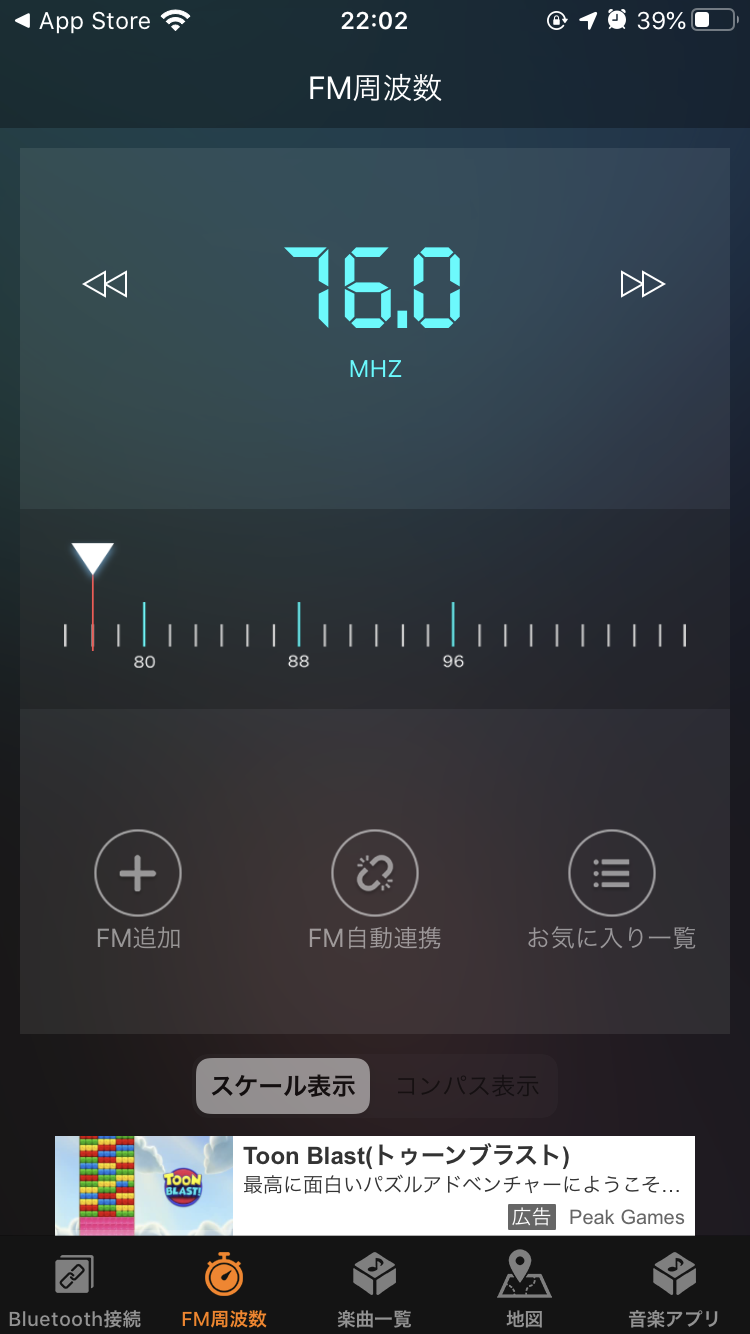 App Store
22:02
39%
FM周波数
76.0
MHZ
80 88 96
FM追加
FM自動連携
お気に入り一覧
スケール表示
コンパス表示
TOON
BLAST!
Toon Blast(トゥーンブラスト)
最高に面白いパズルアドベンチャーにようこそ…
広告 Peak Games
Bluetooth接続
FM周波数
楽曲一覧
地図
音楽アプリ